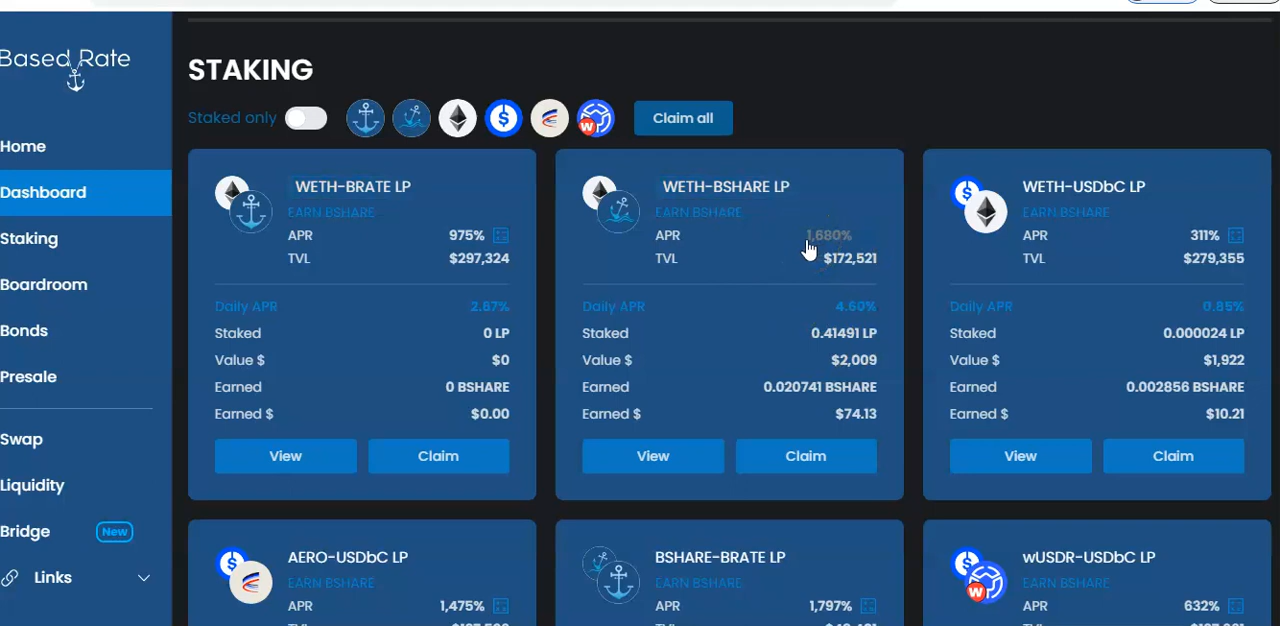 Based Rate
Home
Dashboard
Staking
Boardroom
Bonds
Presale
Swap
Liquidity
Bridge New
Links
STAKING
Staked only Claim all
WETH-BRATE LP
EARN BSHARE
APR 975%
TVL $297,324
Daily APR 2.67%
Staked 0 LP
Value $ $0
Earned 0 BSHARE
Earned $ $0.00
View Claim
WETH-BSHARE LP
EARN BSHARE
APR 1,680%
TVL $172,521
Daily APR 4.60%
Staked 0.41491 LP
Value $ $2,009
Earned 0.020741 BSHARE
Earned $ $74.13
View Claim
WETH-USDbC LP
EARN BSHARE
APR 311%
TVL $279,355
Daily APR 0.85%
Staked 0.000024 LP
Value $ $1,922
Earned 0.002856 BSHARE
Earned $ $10.21
View Claim
AERO-USDbC LP
EARN BSHARE
APR 1,475%
BSHARE-BRATE LP
EARN BSHARE
APR 1,797%
wUSDR-USDbC LP
EARN BSHARE
APR 632%